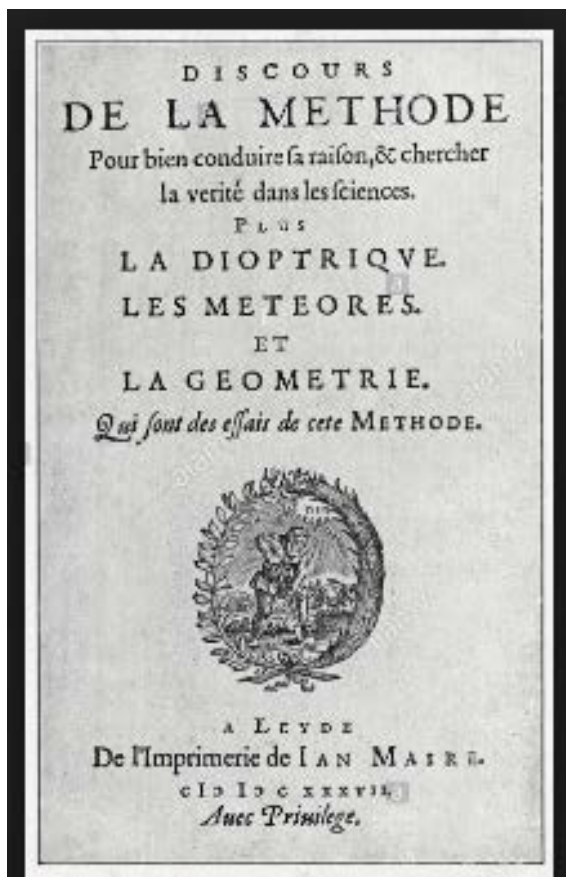 DISCOURS
DE LA METHODE
Pour bien conduire ſa raiſon, & chercher
la verité dans les ſciences.
PLUS
LA DIOPTRIQVE.
LES METEORES.
ET
LA GEOMETRIE.
Qui ſont des eſſais de cete METHODE.
A LEYDE
De l'Imprimerie de IAN MAIRE.
cIↄ Iↄ c xxxvii.
Auec Priuilege.